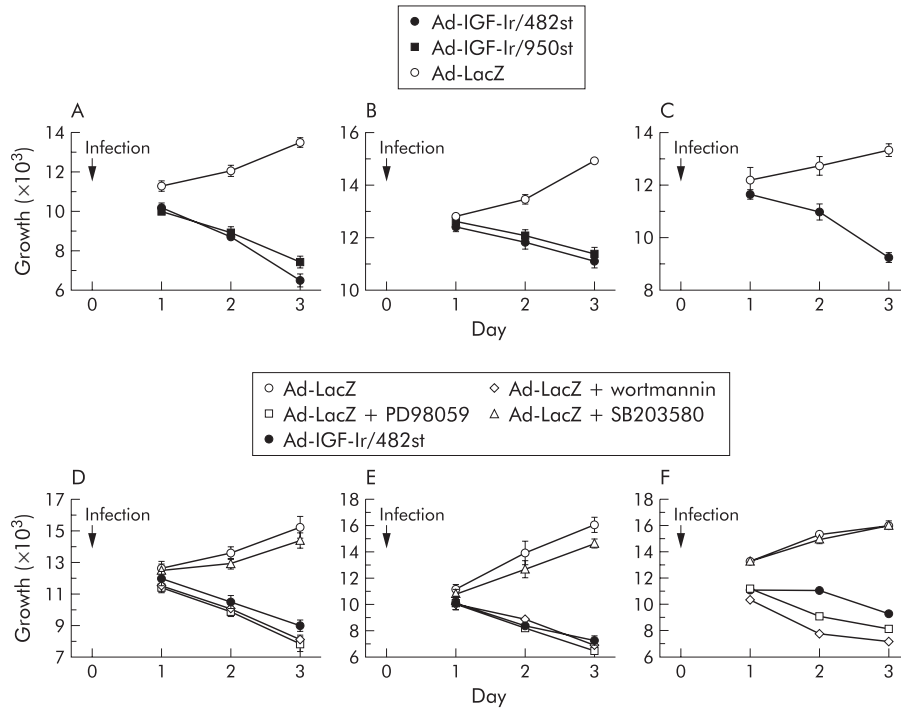 Ad-IGF-Ir/482st
Ad-IGF-Ir/950st
Ad-LacZ
A
Growth (×10³)
14
12
10
8
6
Infection
0 1 2 3
B
16
14
12
10
Infection
0 1 2 3
Day
C
14
12
10
8
Infection
0 1 2 3
Ad-LacZ
Ad-LacZ + wortmannin
Ad-LacZ + PD98059
Ad-LacZ + SB203580
Ad-IGF-Ir/482st
D
Growth (×10³)
17
15
13
11
9
7
Infection
0 1 2 3
E
18
16
14
12
10
8
6
Infection
0 1 2 3
Day
F
18
16
14
12
10
8
6
Infection
0 1 2 3